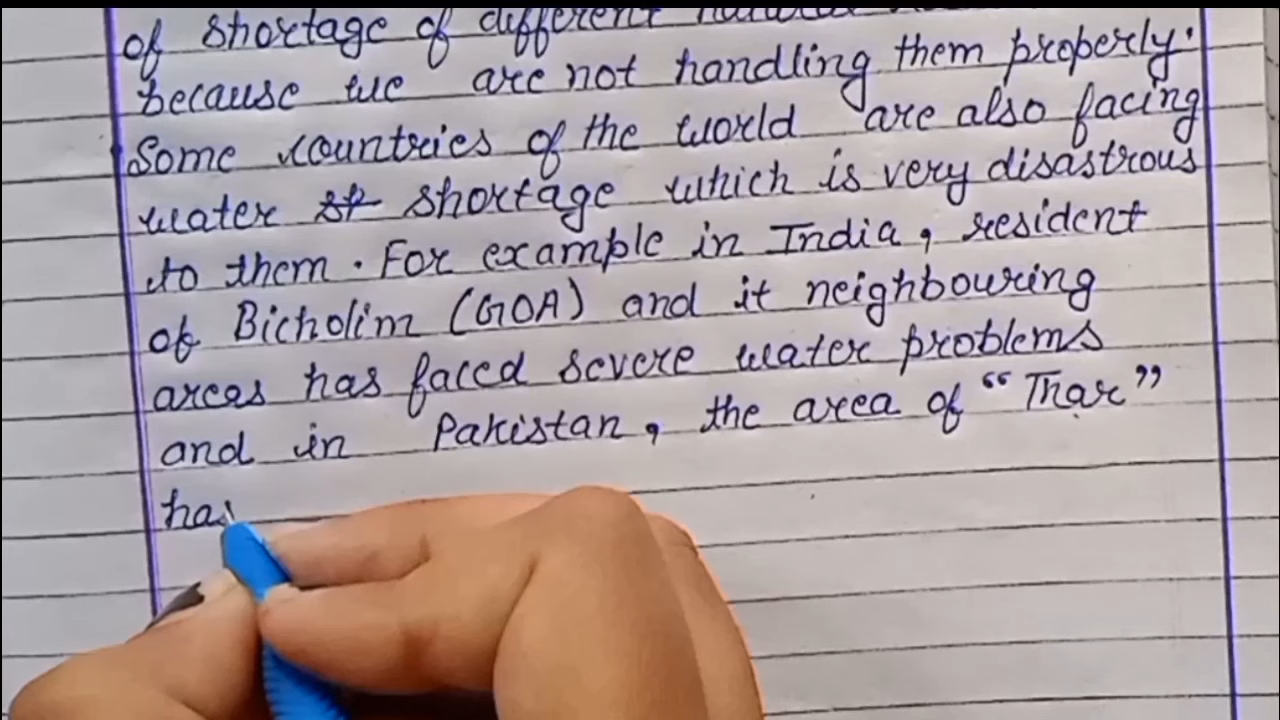 of shortage of different natural
because we are not handling them properly.
Some countries of the world are also facing
water shortage which is very disastrous
to them. For example in India, resident
of Bicholim (GOA) and it neighbouring
areas has faced severe water problems
and in Pakistan, the area of “Thar”
has